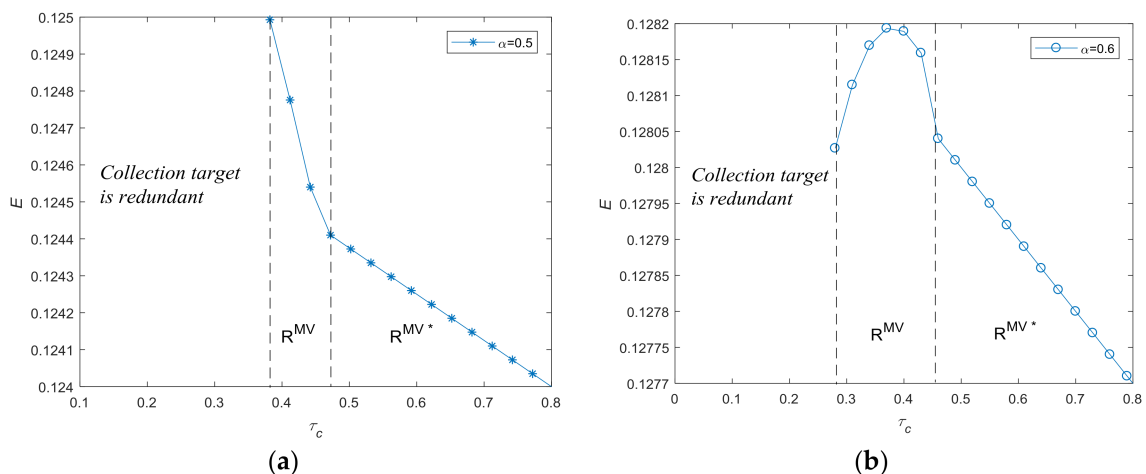 0.125
0.1249
0.1248
0.1247
0.1246
0.1245
0.1244
0.1243
0.1242
0.1241
0.124
E
α=0.5
Collection target
is redundant
R^MV
R^MV *
0.1
0.2
0.3
0.4
0.5
0.6
0.7
0.8
τc
(a)
0.1282
0.12815
0.1281
0.12805
0.128
0.12795
0.1279
0.12785
0.1278
0.12775
0.1277
E
α=0.6
Collection target
is redundant
R^MV
R^MV *
0
0.1
0.2
0.3
0.4
0.5
0.6
0.7
0.8
τc
(b)